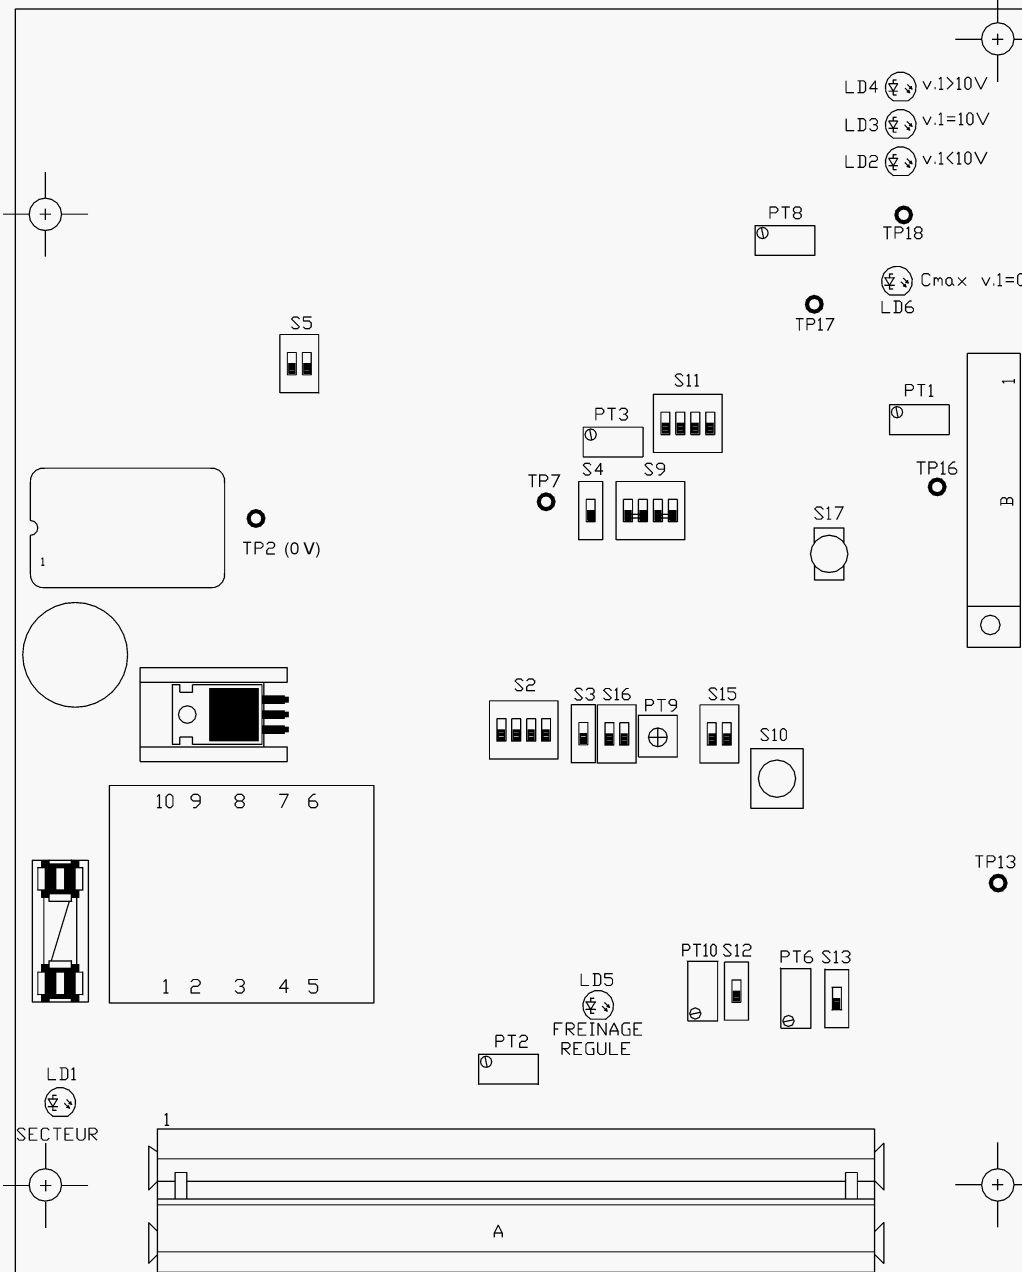 LD4 v.1>10V
LD3 v.1=10V
LD2 v.1<10V
PT8
TP18
Cmax v.1=0
LD6
TP17
S5
S11
1
PT1
PT3
S4
S9
TP16
TP7
B
S17
TP2 (0V)
1
S2
S3
S16
PT9
S15
S10
10 9 8 7 6
TP13
PT10
S12
PT6
S13
1 2 3 4 5
LD5
FREINAGE
REGULE
PT2
LD1
1
SECTEUR
A